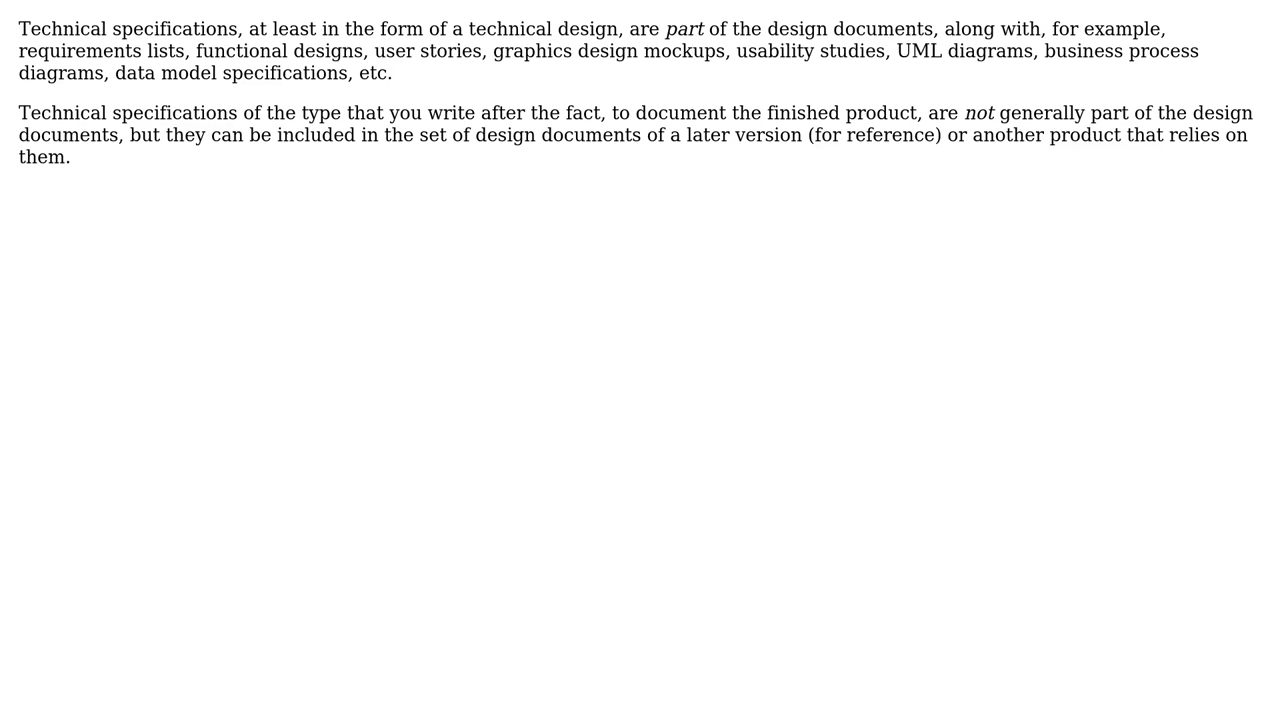 Technical specifications, at least in the form of a technical design, are part of the design documents, along with, for example,
requirements lists, functional designs, user stories, graphics design mockups, usability studies, UML diagrams, business process
diagrams, data model specifications, etc.
Technical specifications of the type that you write after the fact, to document the finished product, are not generally part of the design
documents, but they can be included in the set of design documents of a later version (for reference) or another product that relies on
them.